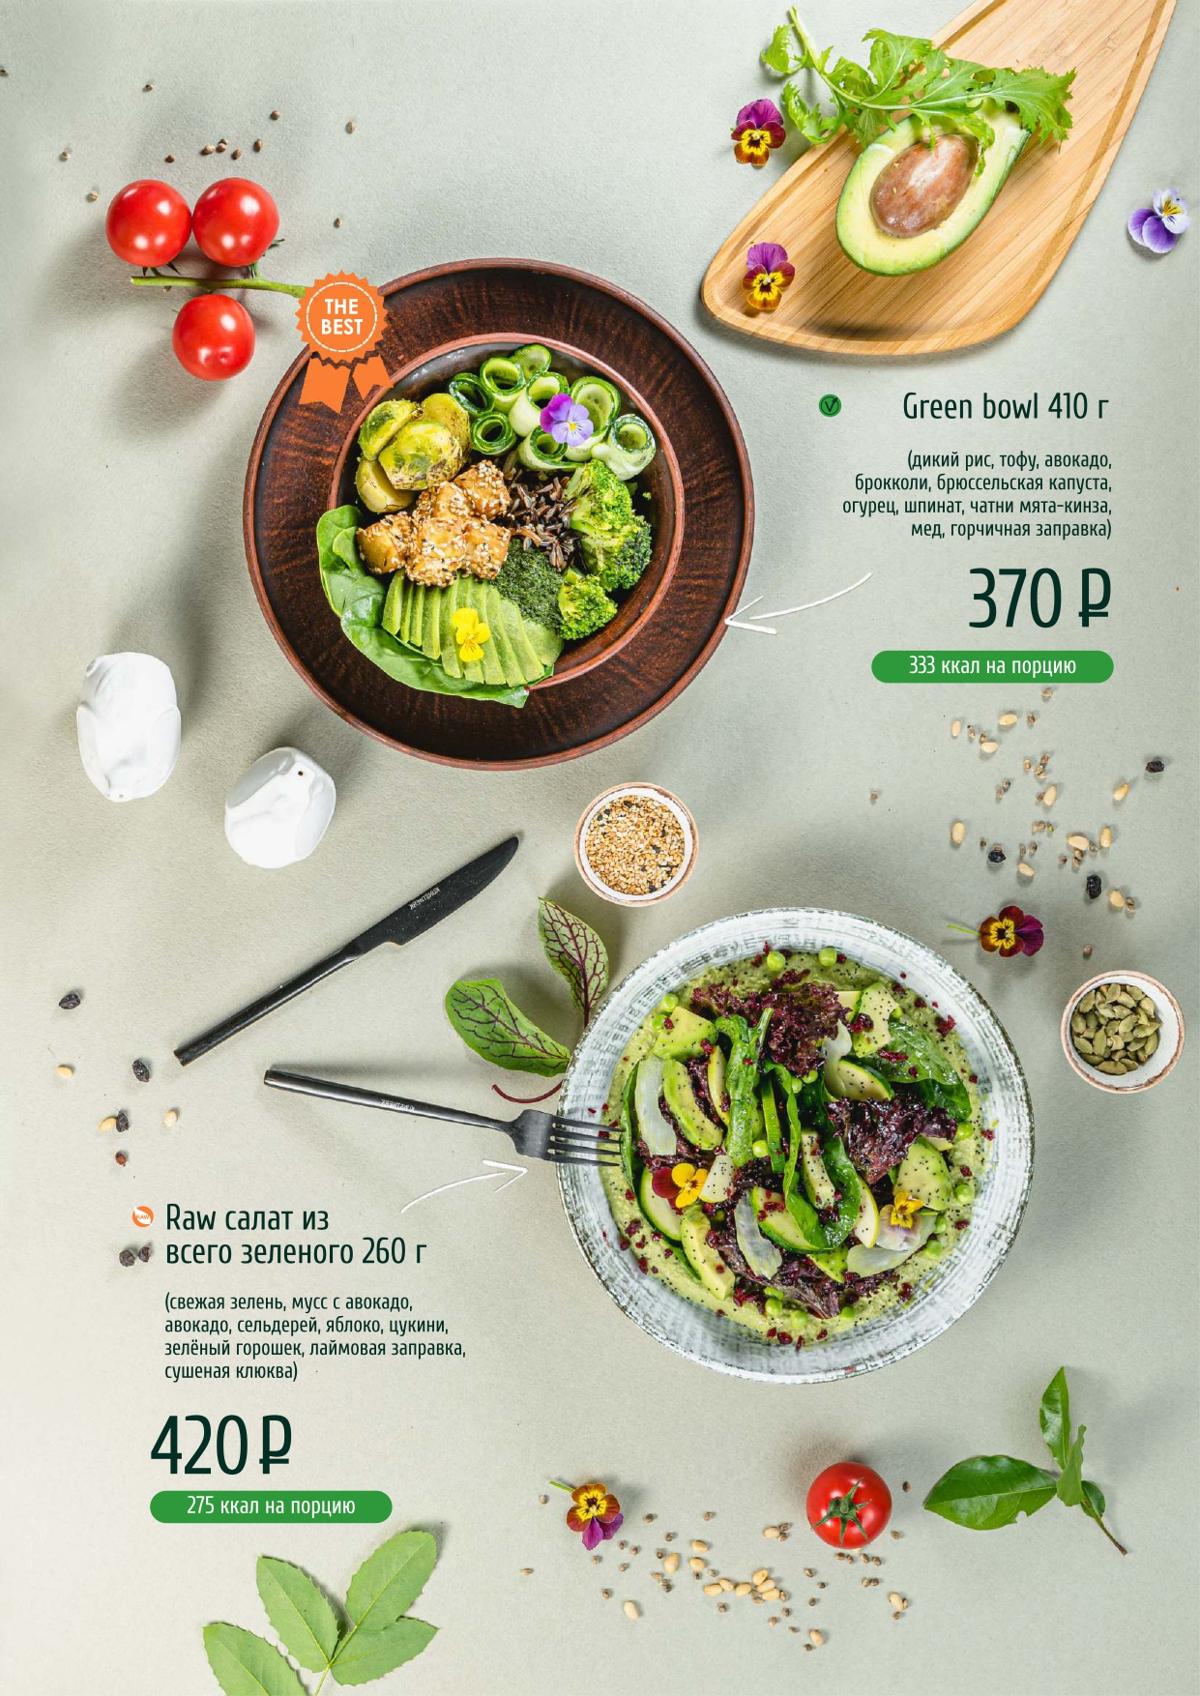 THE
BEST
Green bowl 410 г
(дикий рис, тофу, авокадо,
брокколи, брюссельская капуста,
огурец, шпинат, чатни мята-кинза,
мед, горчичная заправка)
370 ₽
333 ккал на порцию
RAW
Raw салат из
всего зеленого 260 г
(свежая зелень, мусс с авокадо,
авокадо, сельдерей, яблоко, цукини,
зелёный горошек, лаймовая заправка,
сушеная клюква)
420 ₽
275 ккал на порцию